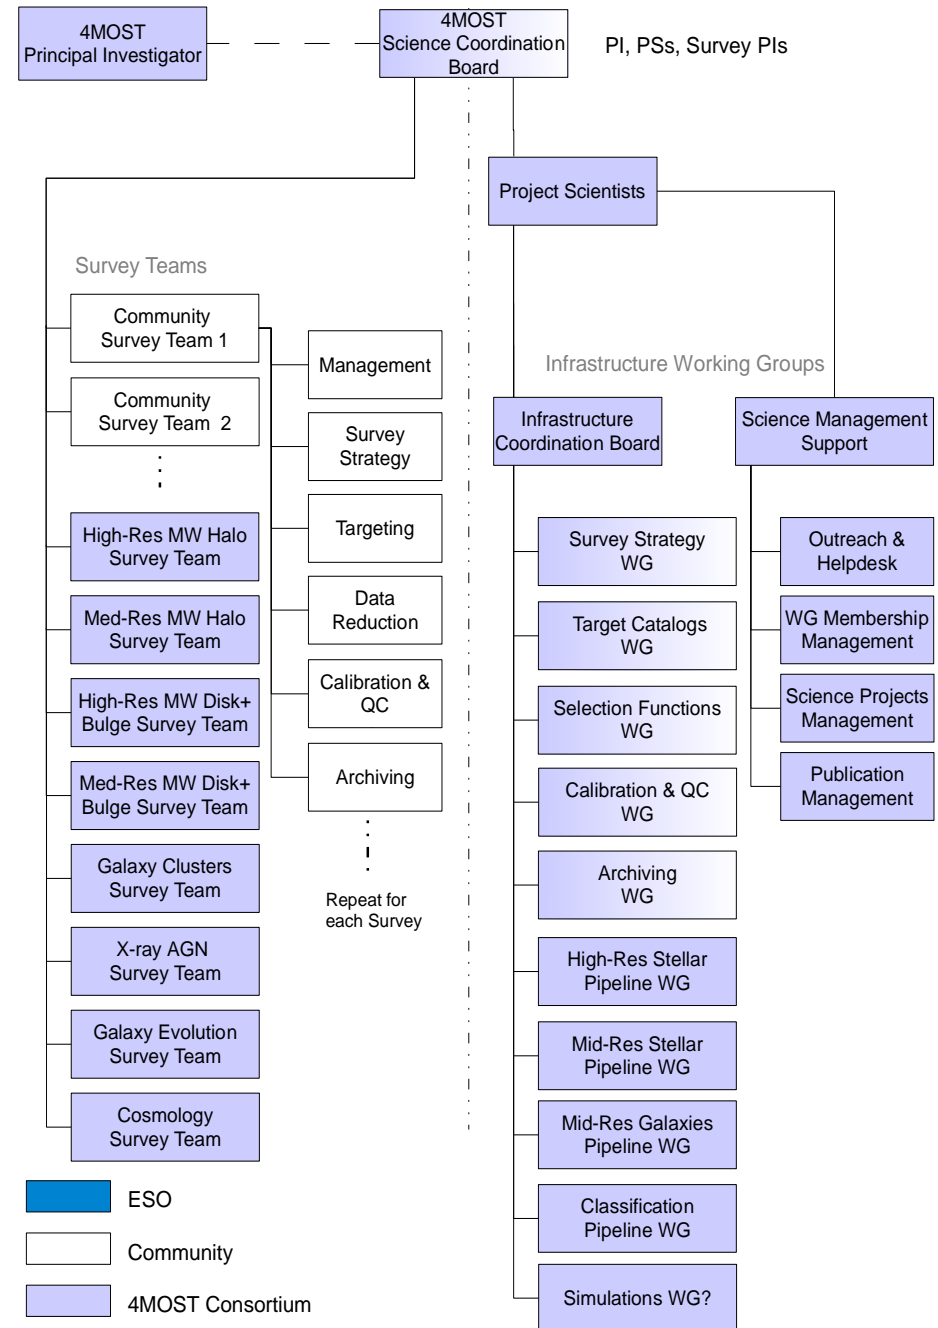 4MOST
Principal Investigator
4MOST
Science Coordination
Board
PI, PSs, Survey PIs
Project Scientists
Survey Teams
Community
Survey Team 1
Community
Survey Team 2
High-Res MW Halo
Survey Team
Med-Res MW Halo
Survey Team
High-Res MW Disk+
Bulge Survey Team
Med-Res MW Disk+
Bulge Survey Team
Galaxy Clusters
Survey Team
X-ray AGN
Survey Team
Galaxy Evolution
Survey Team
Cosmology
Survey Team
Management
Survey
Strategy
Targeting
Data
Reduction
Calibration &
QC
Archiving
Repeat for
each Survey
Infrastructure Working Groups
Infrastructure
Coordination Board
Survey Strategy
WG
Target Catalogs
WG
Selection Functions
WG
Calibration & QC
WG
Archiving
WG
High-Res Stellar
Pipeline WG
Mid-Res Stellar
Pipeline WG
Mid-Res Galaxies
Pipeline WG
Classification
Pipeline WG
Simulations WG?
Science Management
Support
Outreach &
Helpdesk
WG Membership
Management
Science Projects
Management
Publication
Management
ESO
Community
4MOST Consortium